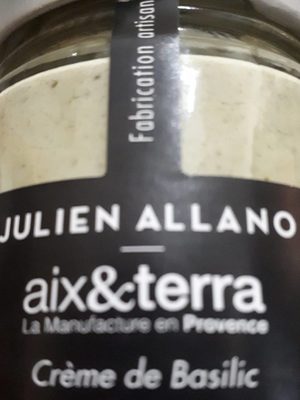 Fabrication artisan
JULIEN ALLANO
aix&terra
La Manufacture en Provence
Crème de Basilic